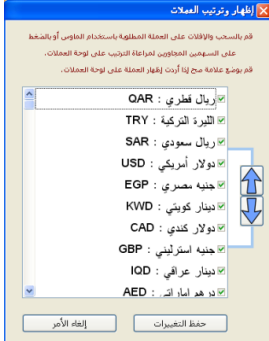 إظهار وترتيب العملات
قم بالسحب والإفلات على العملة المطلوبة باستخدام الماوس أو بالضغط
على السهمين المجاورين لمراعاة الترتيب على لوحة العملات.
قم بوضع علامة صح إذا أردت إظهار العملة على لوحة العملات.
ريال قطري : QAR
الليرة التركية : TRY
ريال سعودي : SAR
دولار أمريكي : USD
جنيه مصري : EGP
دينار كويتي : KWD
دولار كندي : CAD
جنيه استرليني : GBP
دينار عراقي : IQD
درهم اماراتي : AED
حفظ التغييرات
إلغاء الأمر